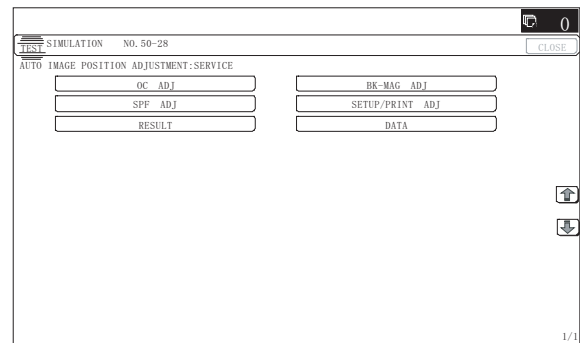 0
TEST SIMULATION NO. 50-28
CLOSE
AUTO IMAGE POSITION ADJUSTMENT:SERVICE
OC ADJ BK-MAG ADJ
SPF ADJ SETUP/PRINT ADJ
RESULT DATA
1/1